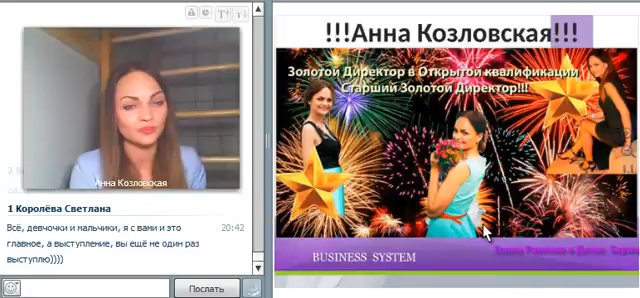 Анна Козловская
1 Королёва Светлана
Всё, девчочки и мальчики, я с вами и это
20:42
главное, а выступление, вы ещё не один раз
выступлю))))
Послать
!!!Анна Козловская!!!
Золотой Директор в Открытой квалификации
Старший Золотой Директор!!!
BUSINESS SYSTEM